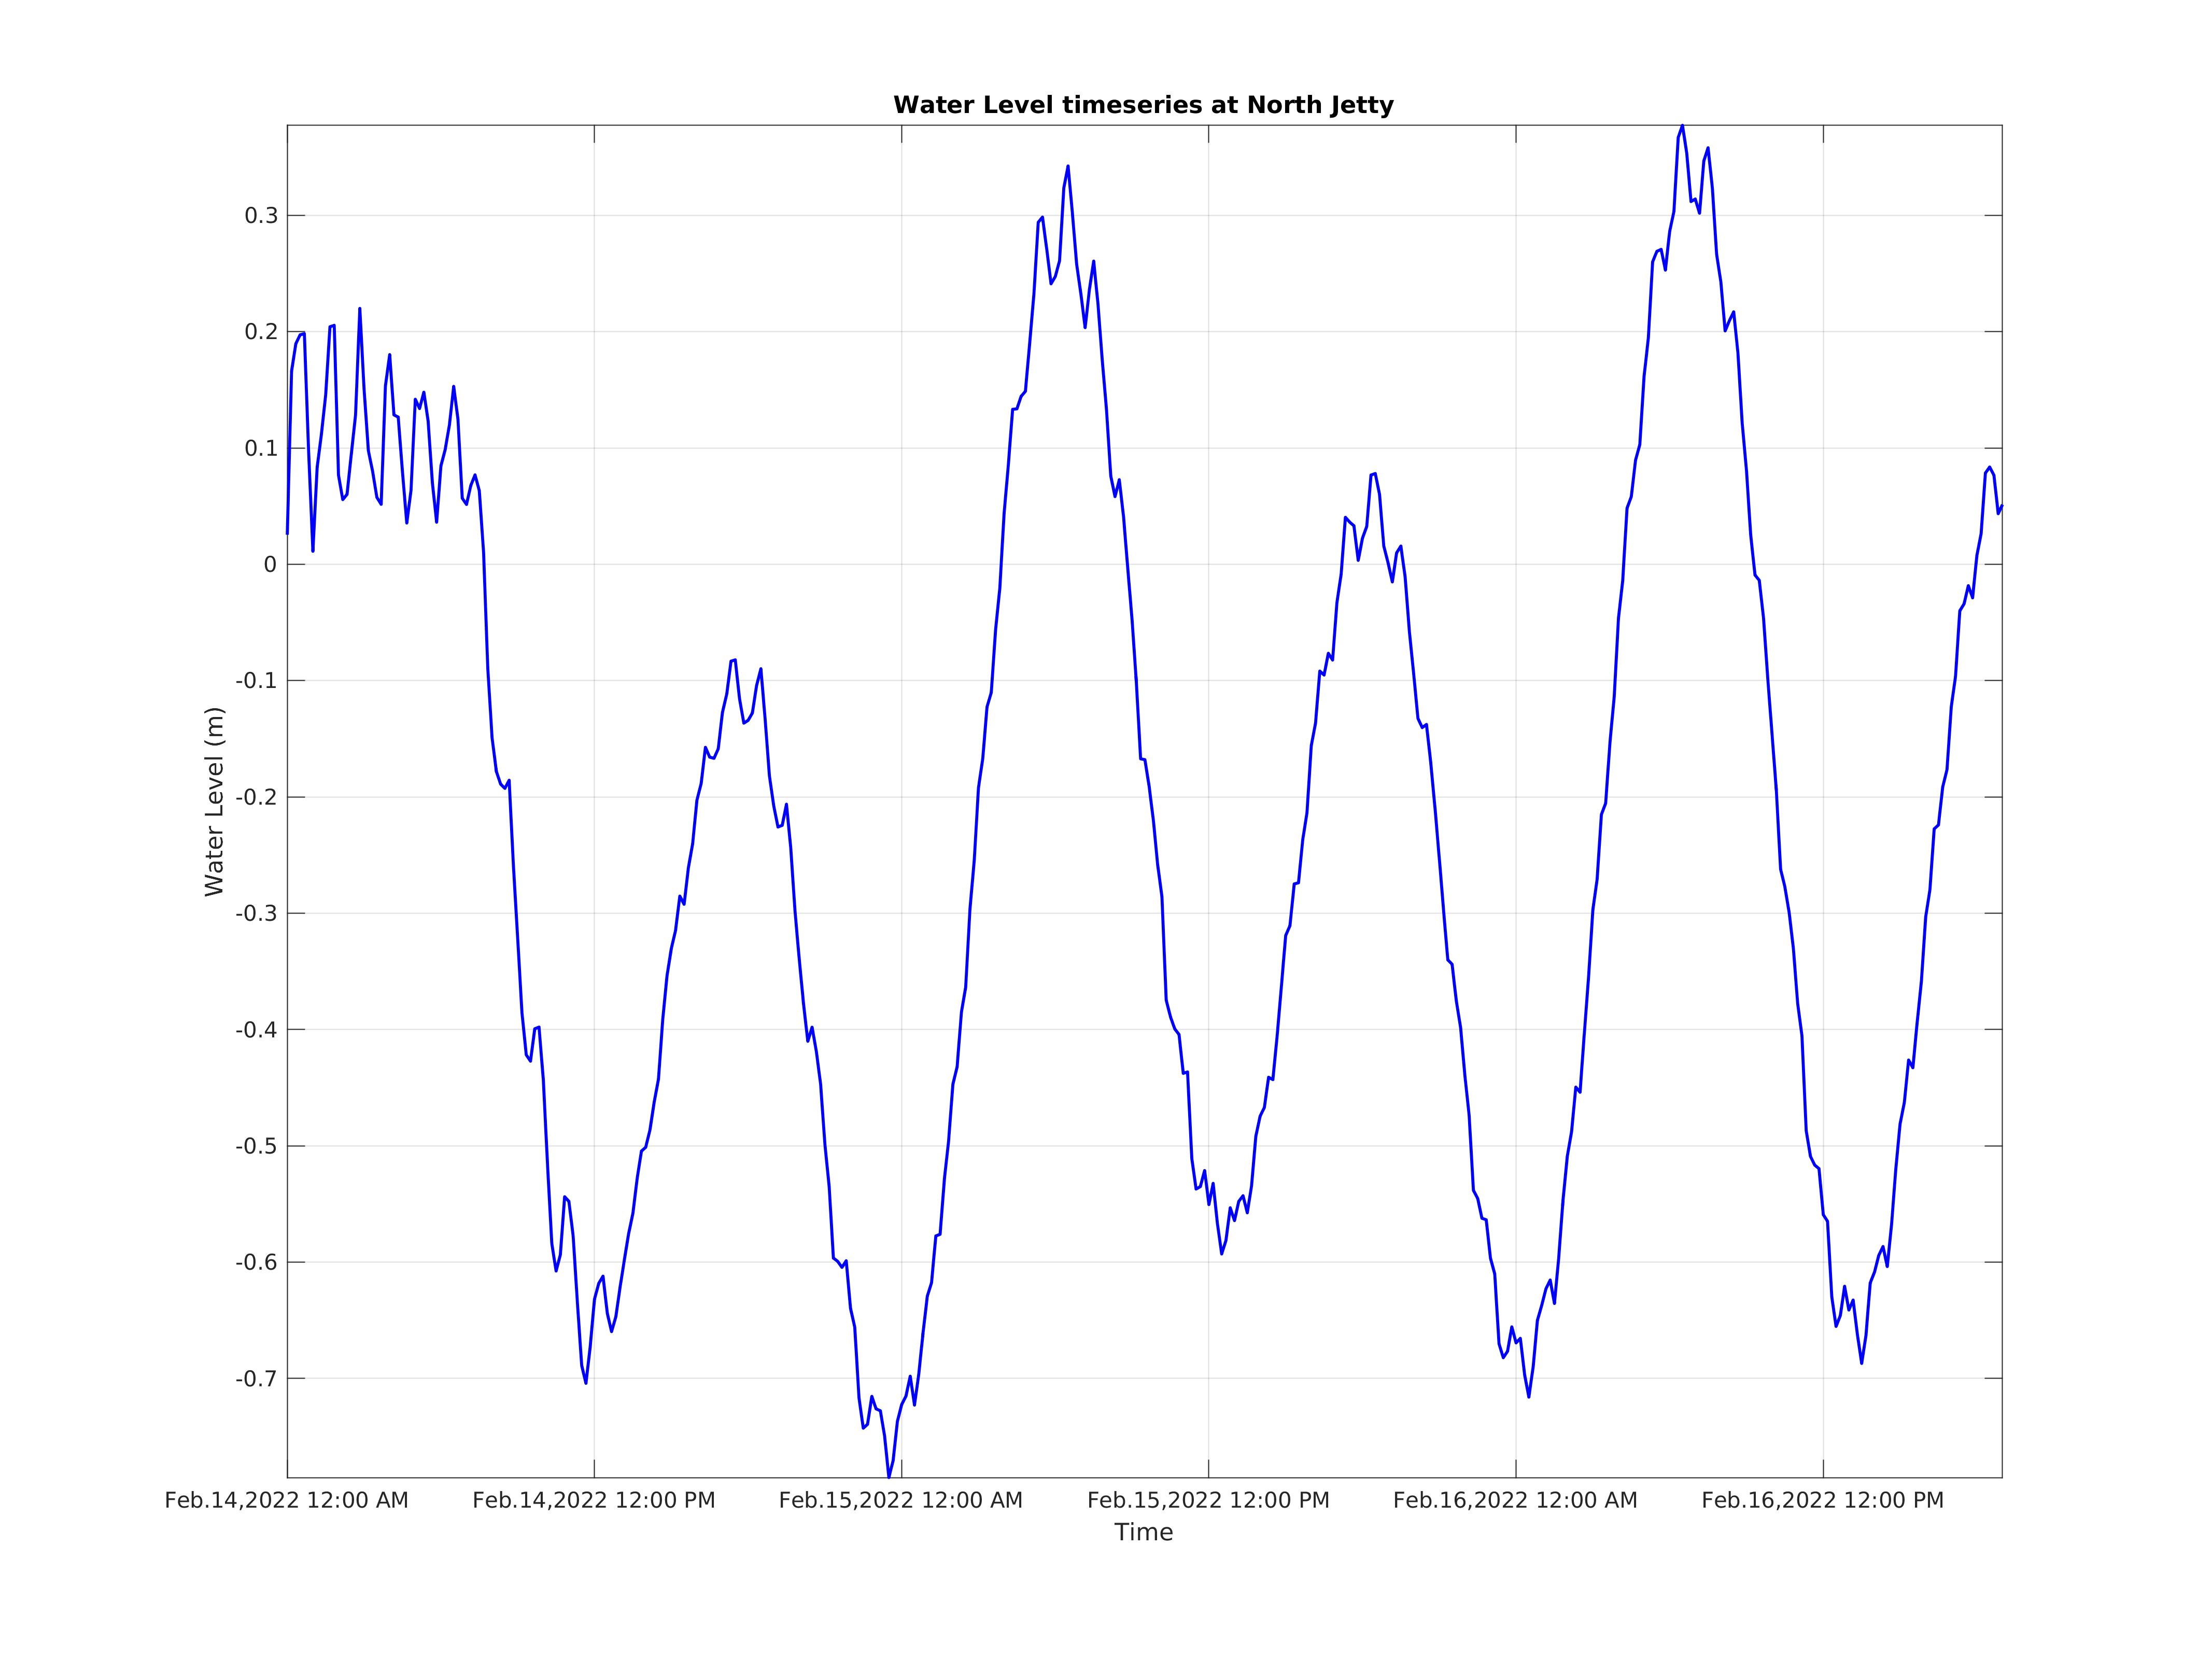 Water Level timeseries at North Jetty
0.3
0.2
0.1
0
-0.1
-0.2
-0.3
-0.4
-0.5
-0.6
-0.7
Water Level (m)
Feb.14,2022 12:00 AM Feb.14,2022 12:00 PM Feb.15,2022 12:00 AM Feb.15,2022 12:00 PM Feb.16,2022 12:00 AM Feb.16,2022 12:00 PM
Time